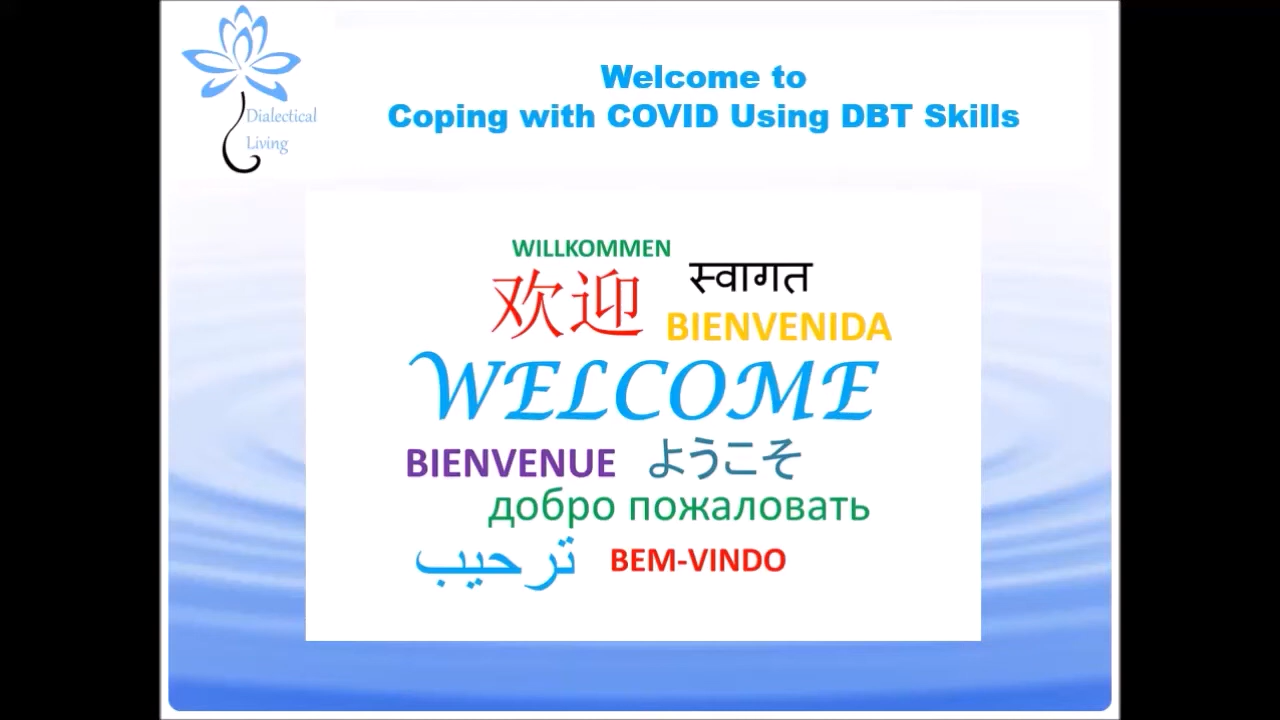 Dialectical
Living
Welcome to
Coping with COVID Using DBT Skills
WILLKOMMEN
欢迎
स्वागत
BIENVENIDA
WELCOME
BIENVENUE
ようこそ
добро пожаловать
ترحيب
BEM-VINDO